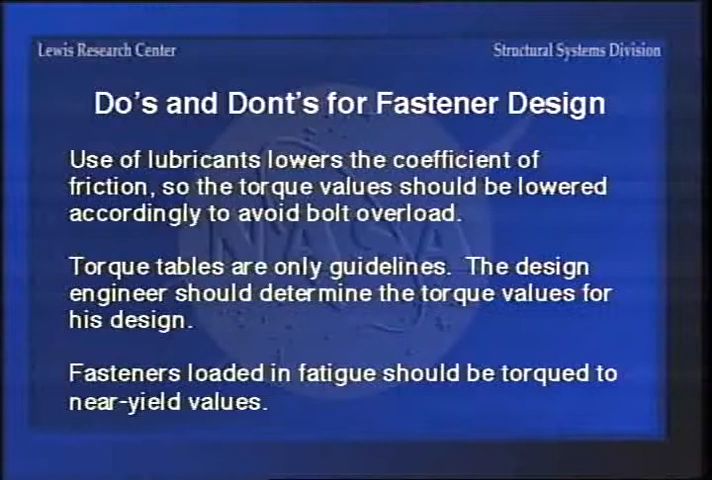 Lewis Research Center
Structural Systems Division
Do's and Dont's for Fastener Design
Use of lubricants lowers the coefficient of
friction, so the torque values should be lowered
accordingly to avoid bolt overload.
Torque tables are only guidelines.  The design
engineer should determine the torque values for
his design.
Fasteners loaded in fatigue should be torqued to
near-yield values.
NASA